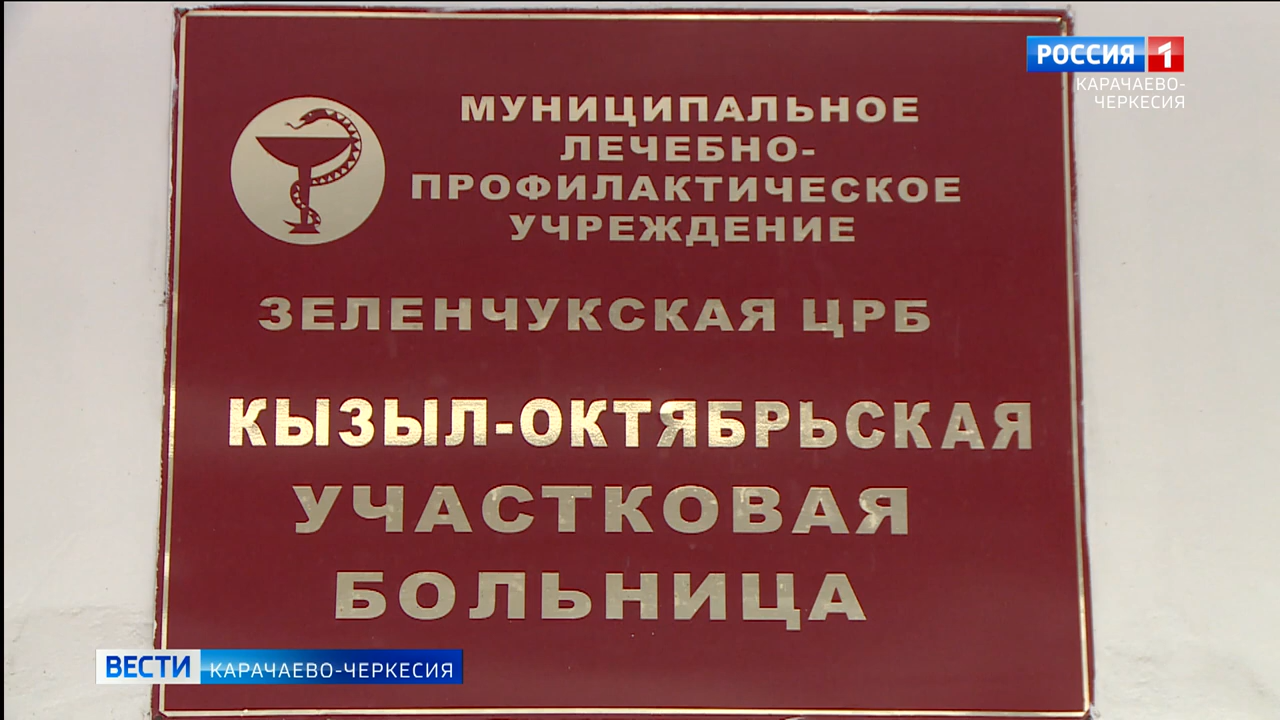 РОССИЯ 1
КАРАЧАЕВО-
ЧЕРКЕСИЯ
МУНИЦИПАЛЬНОЕ
ЛЕЧЕБНО-
ПРОФИЛАКТИЧЕСКОЕ
УЧРЕЖДЕНИЕ
ЗЕЛЕНЧУКСКАЯ ЦРБ
КЫЗЫЛ-ОКТЯБРЬСКАЯ
УЧАСТКОВАЯ
БОЛЬНИЦА
ВЕСТИ КАРАЧАЕВО-ЧЕРКЕСИЯ